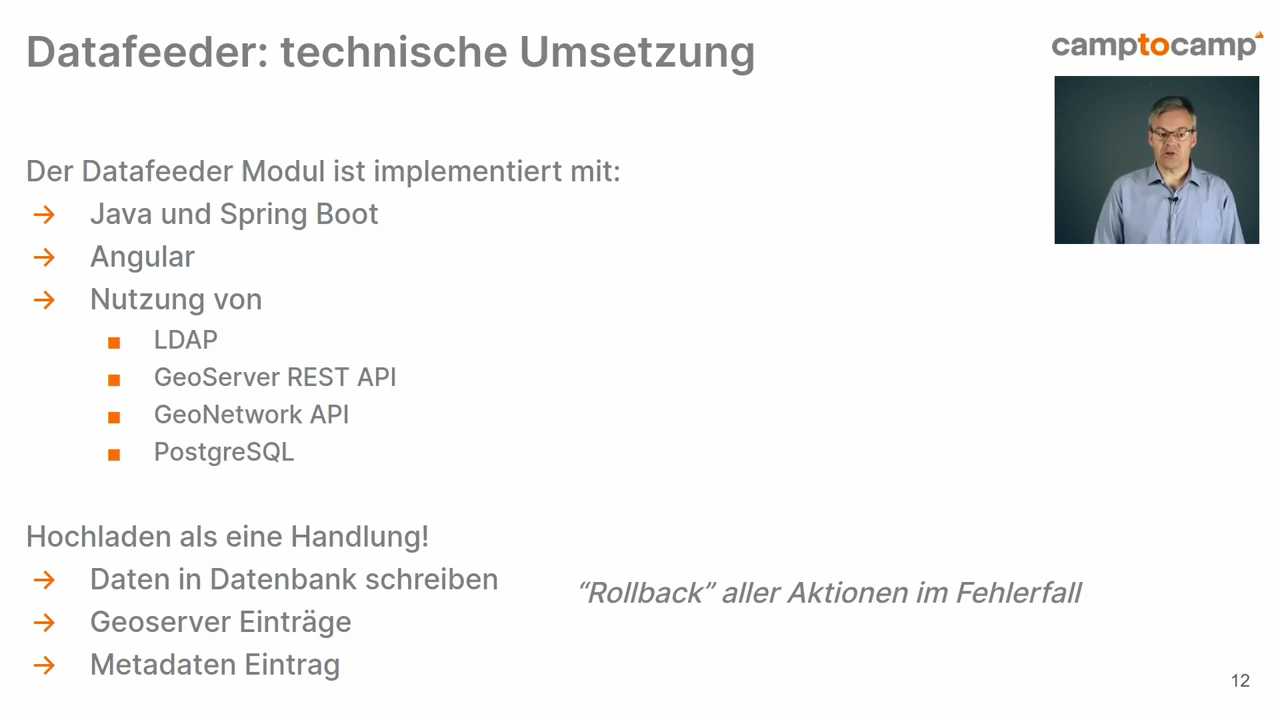 Datafeeder: technische Umsetzung
camptocamp
Der Datafeeder Modul ist implementiert mit:
→ Java und Spring Boot
→ Angular
→ Nutzung von
■ LDAP
■ GeoServer REST API
■ GeoNetwork API
■ PostgreSQL
Hochladen als eine Handlung!
→ Daten in Datenbank schreiben
“Rollback” aller Aktionen im Fehlerfall
→ Geoserver Einträge
→ Metadaten Eintrag
12